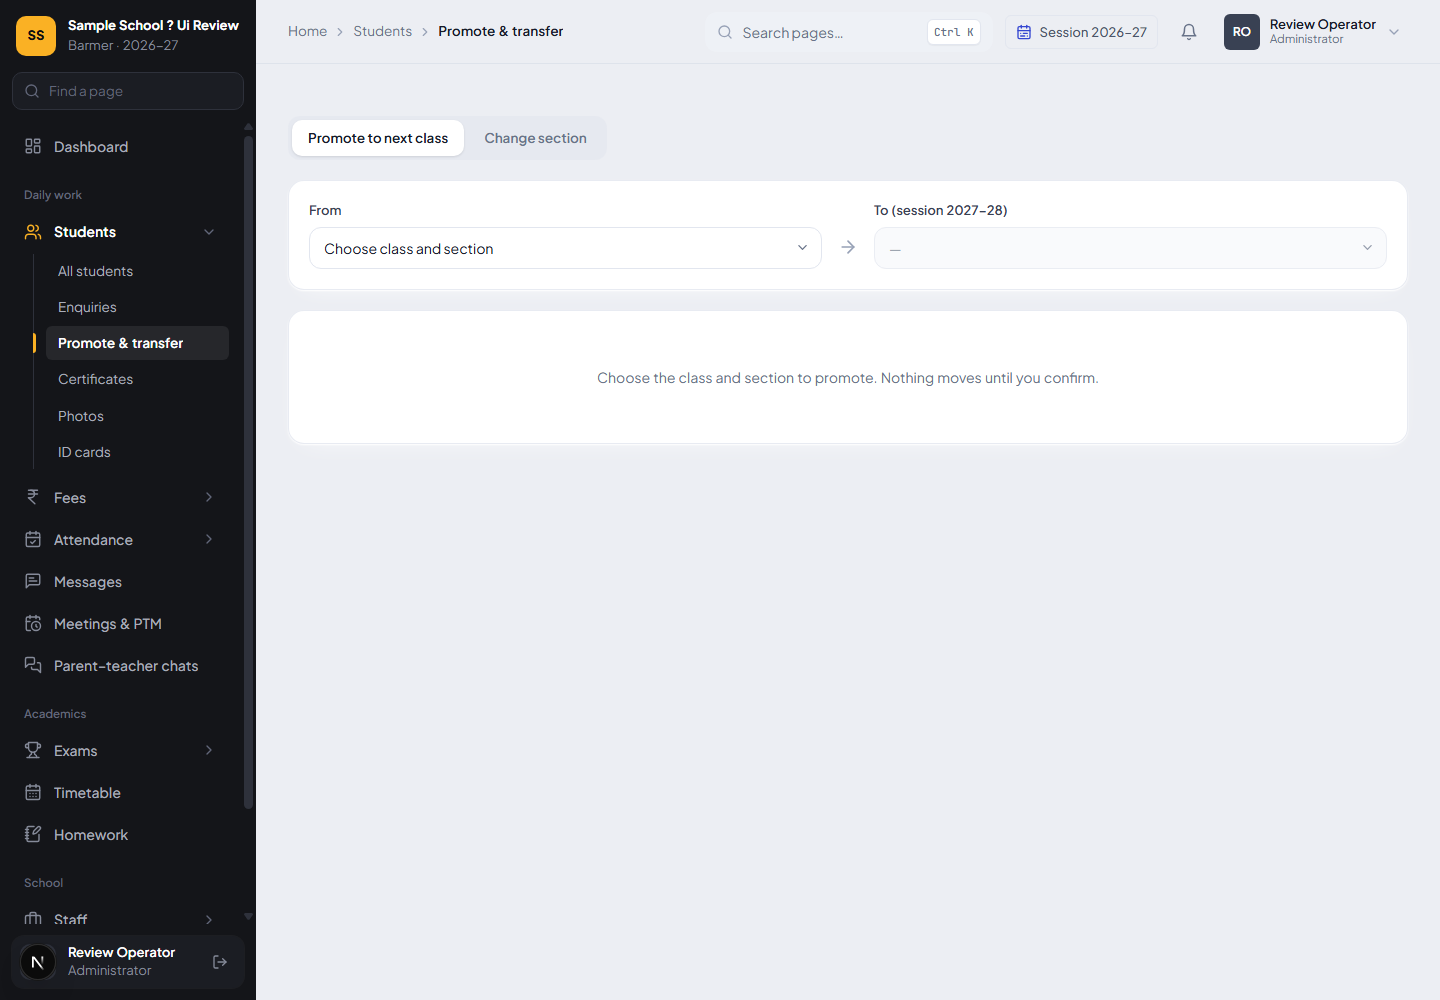 SS
Sample School ? Ui Review
Barmer · 2026–27
Find a page
Dashboard
Daily work
Students
All students
Enquiries
Promote & transfer
Certificates
Photos
ID cards
Fees
Attendance
Messages
Meetings & PTM
Parent–teacher chats
Academics
Exams
Timetable
Homework
School
Staff
N
Review Operator
Administrator
Home
Students
Promote & transfer
Search pages…
Ctrl K
Session 2026–27
RO
Review Operator
Administrator
Promote to next class
Change section
From
Choose class and section
To (session 2027–28)
—
Choose the class and section to promote. Nothing moves until you confirm.